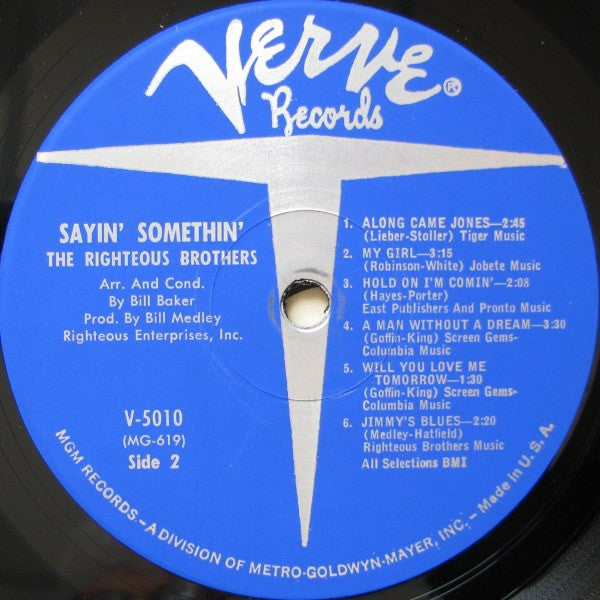 VERVE®
Records
SAYIN' SOMETHIN'
THE RIGHTEOUS BROTHERS
Arr. And Cond.
By Bill Baker
Prod. By Bill Medley
Righteous Enterprises, Inc.
V-5010
(MG-619)
Side 2
1. ALONG CAME JONES—2:45
(Lieber-Stoller) Tiger Music
2. MY GIRL—3:15
(Robinson-White) Jobete Music
3. HOLD ON I'M COMIN'—2:08
(Hayes-Porter)
East Publishers and Pronto Music
4. A MAN WITHOUT A DREAM—3:30
(Goffin-King) Screen Gems-
Columbia Music
5. WILL YOU LOVE ME
TOMORROW—1:30
(Goffin-King) Screen Gems-
Columbia Music
6. JIMMY'S BLUES—2:20
(Medley-Hatfield)
Righteous Brothers Music
All Selections BMI
MGM RECORDS—A DIVISION OF METRO-GOLDWYN-MAYER, INC.—Made in U. S. A.